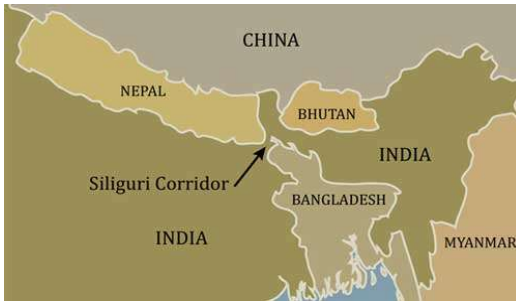 CHINA
NEPAL
BHUTAN
INDIA
Siliguri Corridor
BANGLADESH
INDIA
MYANMAR